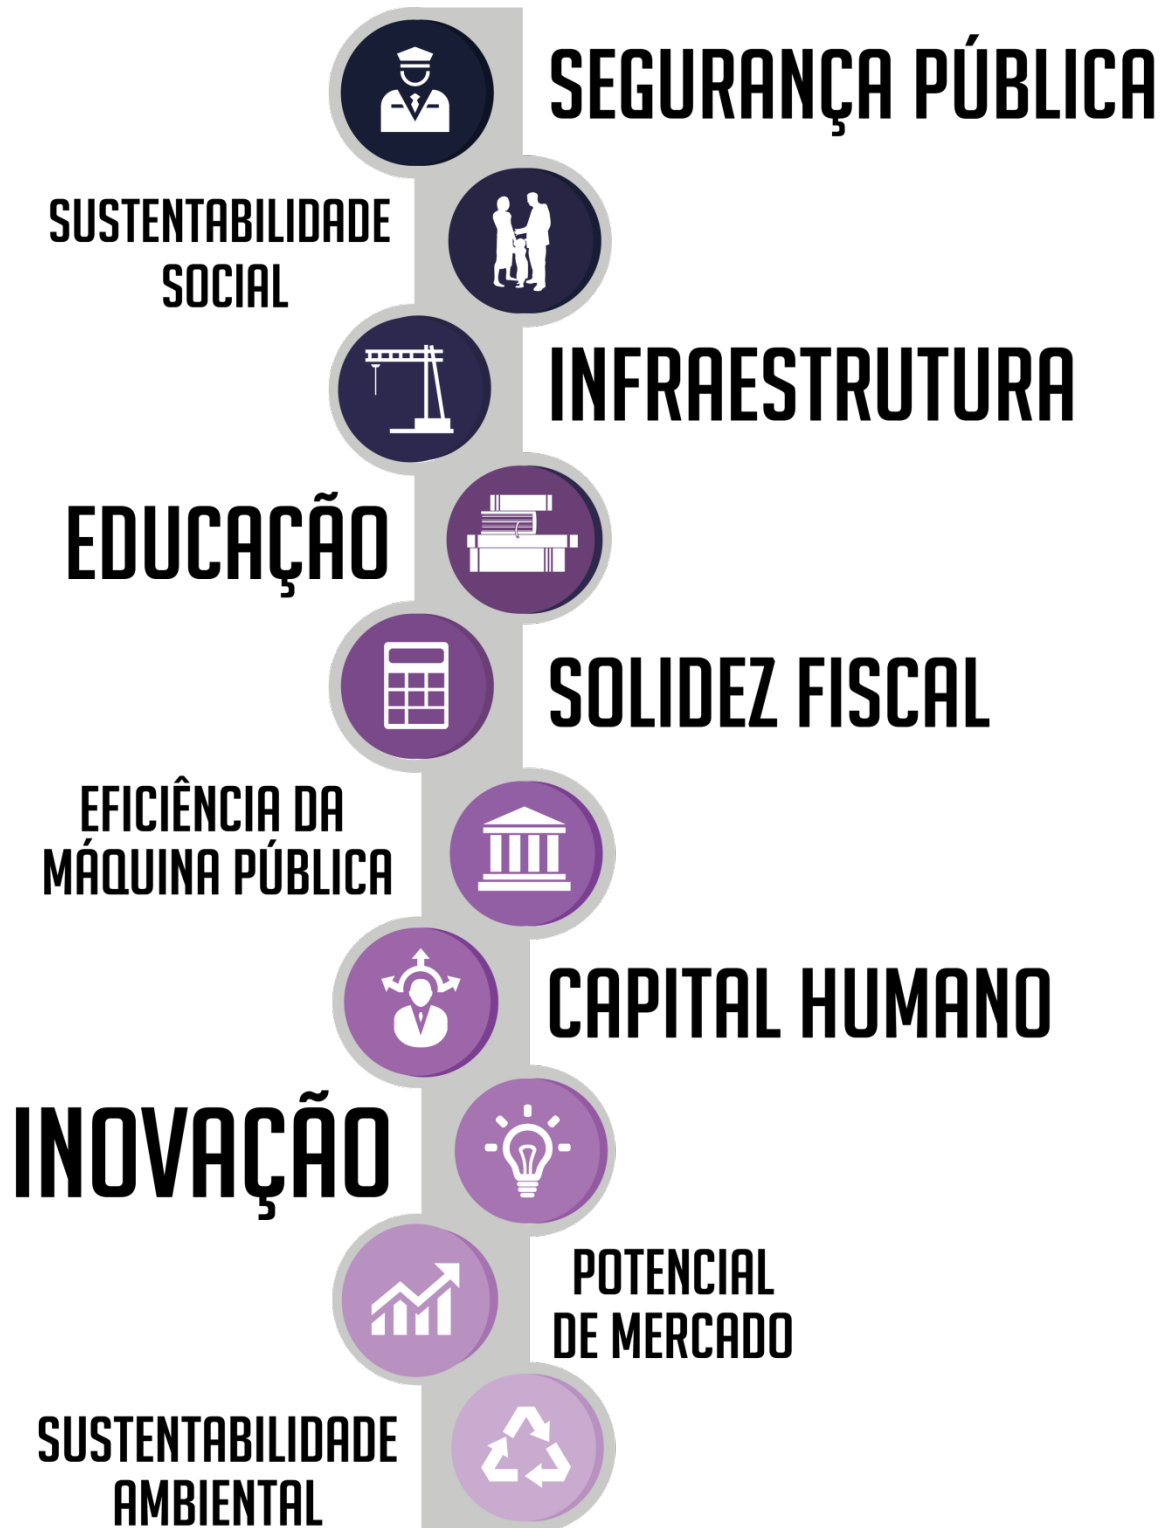 SEGURANÇA PÚBLICA
SUSTENTABILIDADE
SOCIAL
INFRAESTRUTURA
EDUCAÇÃO
SOLIDEZ FISCAL
EFICIÊNCIA DA
MÁQUINA PÚBLICA
CAPITAL HUMANO
INOVAÇÃO
POTENCIAL
DE MERCADO
SUSTENTABILIDADE
AMBIENTAL